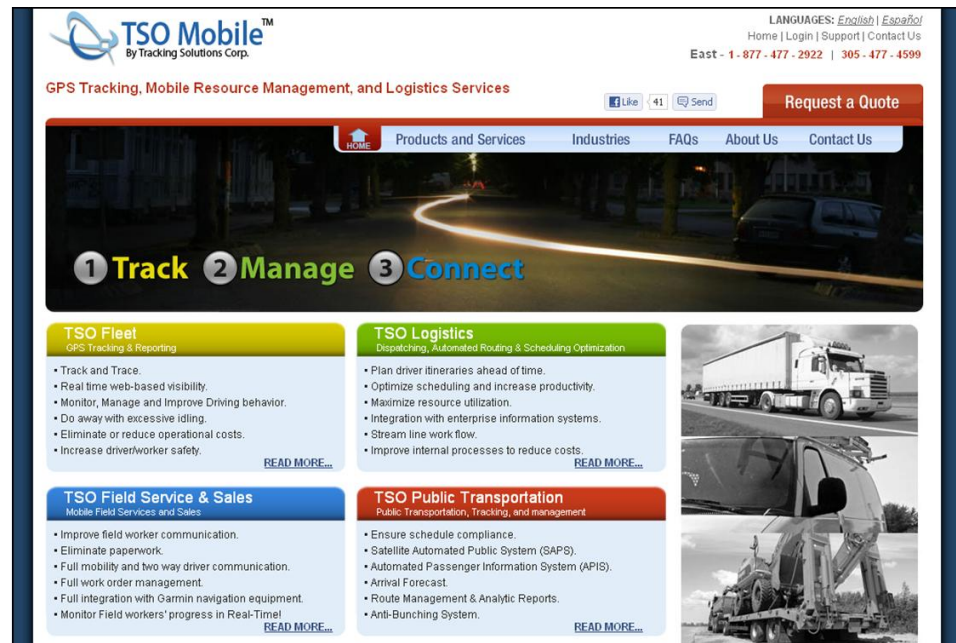 TSO Mobile™
By Tracking Solutions Corp.
LANGUAGES: English | Español
Home | Login | Support | Contact Us
East - 1 - 877 - 477 - 2922 | 305 - 477 - 4599
GPS Tracking, Mobile Resource Management, and Logistics Services
Like 41 Send
Request a Quote
HOME Products and Services Industries FAQs About Us Contact Us
1 Track 2 Manage 3 Connect
TSO Fleet
GPS Tracking & Reporting
• Track and Trace.
• Real time web-based visibility.
• Monitor, Manage and Improve Driving behavior.
• Do away with excessive idling.
• Eliminate or reduce operational costs.
• Increase driver/worker safety.
READ MORE...
TSO Logistics
Dispatching, Automated Routing & Scheduling Optimization
• Plan driver itineraries ahead of time.
• Optimize scheduling and increase productivity.
• Maximize resource utilization.
• Integration with enterprise information systems.
• Stream line work flow.
• Improve internal processes to reduce costs.
READ MORE...
TSO Field Service & Sales
Mobile Field Services and Sales
• Improve field worker communication.
• Eliminate paperwork.
• Full mobility and two way driver communication.
• Full work order management.
• Full integration with Garmin navigation equipment.
• Monitor Field workers' progress in Real-Time!
READ MORE...
TSO Public Transportation
Public Transportation, Tracking, and management
• Ensure schedule compliance.
• Satellite Automated Public System (SAPS).
• Automated Passenger Information System (APIS).
• Arrival Forecast.
• Route Management & Analytic Reports.
• Anti-Bunching System.
READ MORE...